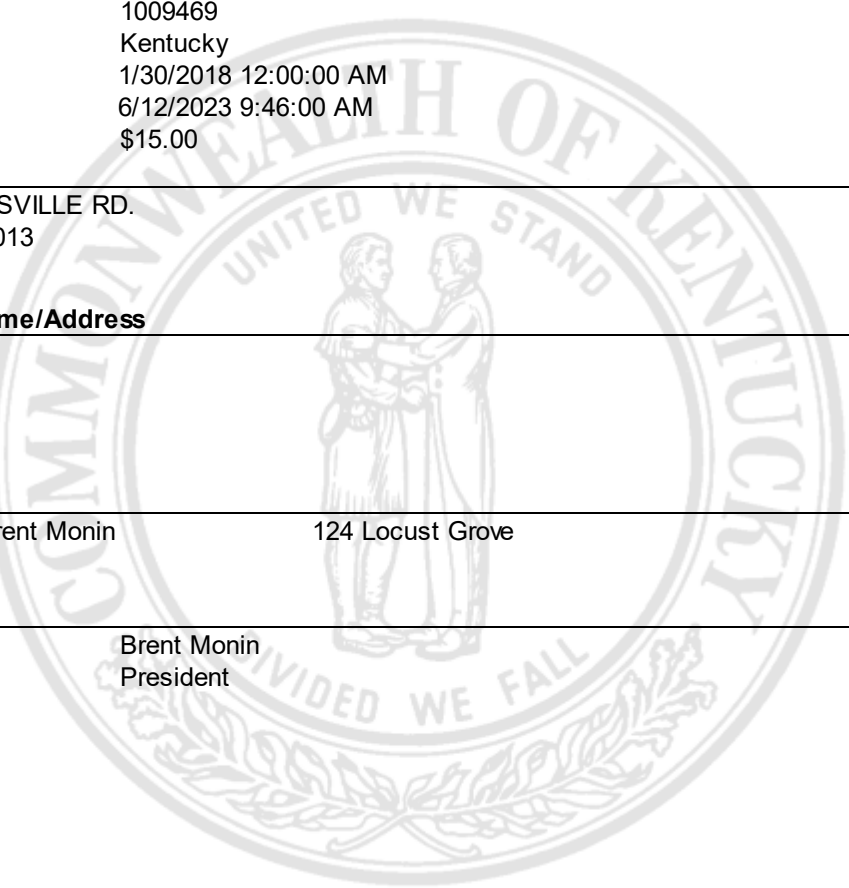 1009469
Kentucky
1/30/2018 12:00:00 AM
6/12/2023 9:46:00 AM
$15.00
SVILLE RD.
013
me/Address
rent Monin 124 Locust Grove
Brent Monin
President
COMMONWEALTH OF KENTUCKY
UNITED WE STAND
DIVIDED WE FALL